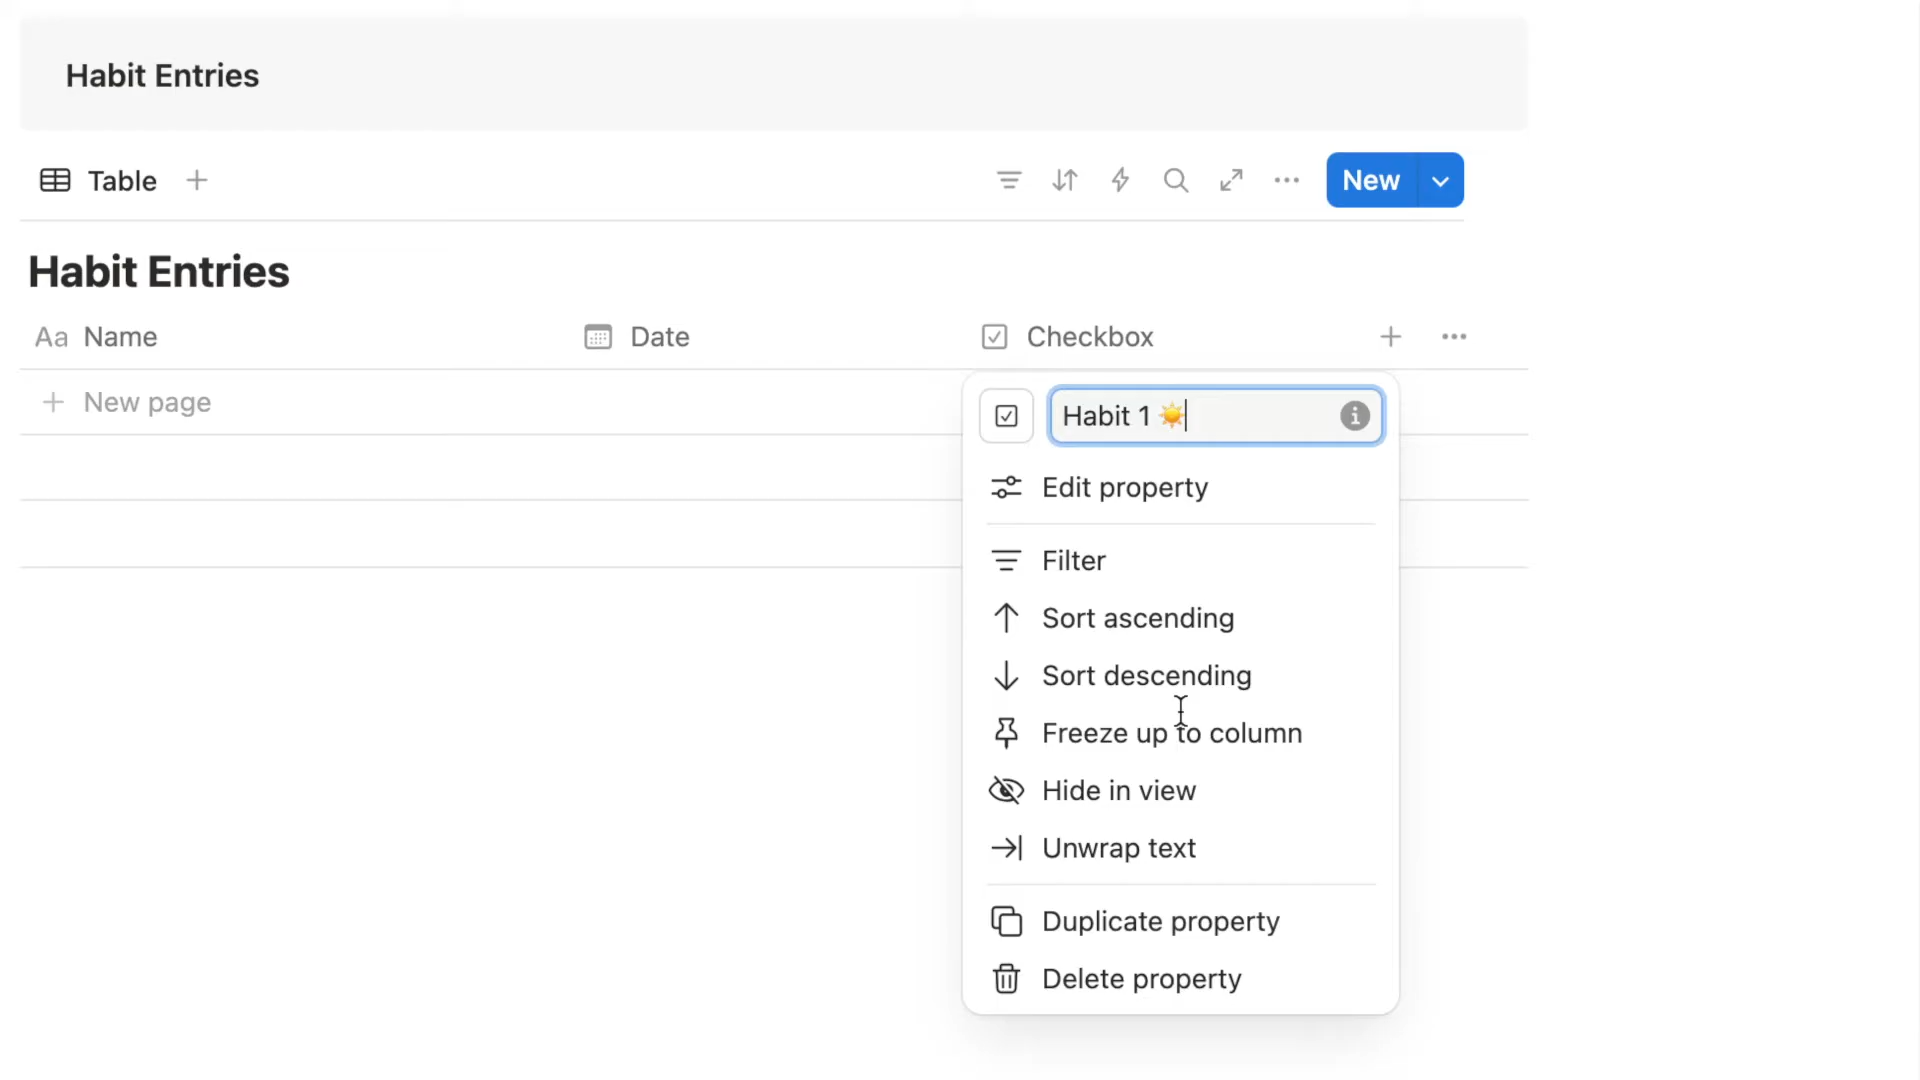 Habit Entries
Table
New
Habit Entries
Aa Name Date Checkbox
New page
Habit 1 ☀️
Edit property
Filter
Sort ascending
Sort descending
Freeze up to column
Hide in view
Unwrap text
Duplicate property
Delete property